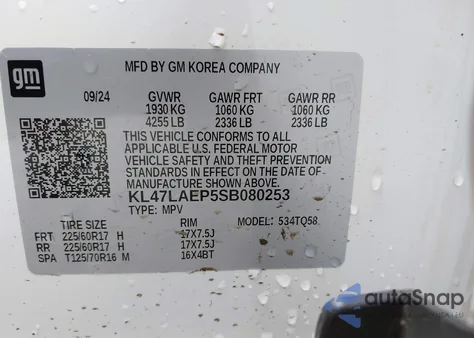 gm
MFD BY GM KOREA COMPANY
09/24 GVWR GAWR FRT GAWR RR
1930 KG 1060 KG 1060 KG
4255 LB 2336 LB 2336 LB
THIS VEHICLE CONFORMS TO ALL
APPLICABLE U.S. FEDERAL MOTOR
VEHICLE SAFETY AND THEFT PREVENTION
STANDARDS IN EFFECT ON THE DATE OF
MANUFACTURE SHOWN ABOVE.
KL47LAEP5SB080253
TYPE: MPV
TIRE SIZE RIM MODEL: 534TQ58
FRT 225/60R17 H 17X7.5J
RR 225/60R17 H 17X7.5J
SPA T125/70R16 M 16X4BT
autoSnap